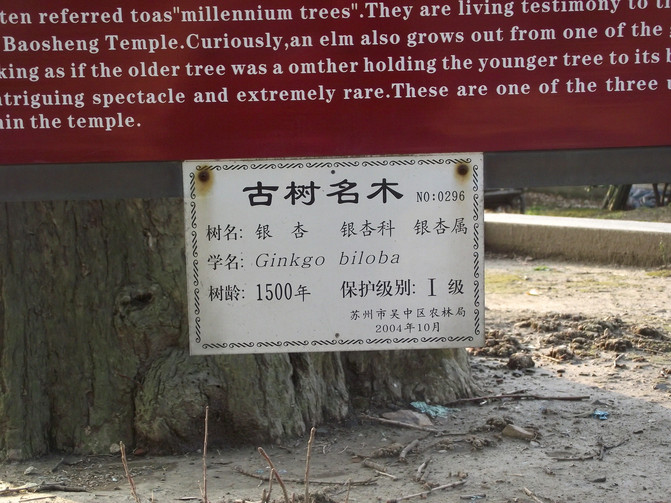 ten referred toas"millennium trees".They are living testimony to
Baosheng Temple.Curiously,an elm also grows out from one of the
king as if the older tree was a omther holding the younger tree to its
ntriguing spectacle and extremely rare.These are one of the three
in the temple.
古树名木 NO:0296
树名: 银 杏 银杏科 银杏属
学名: Ginkgo biloba
树龄: 1500年 保护级别: I 级
苏州市吴中区农林局
2004年10月